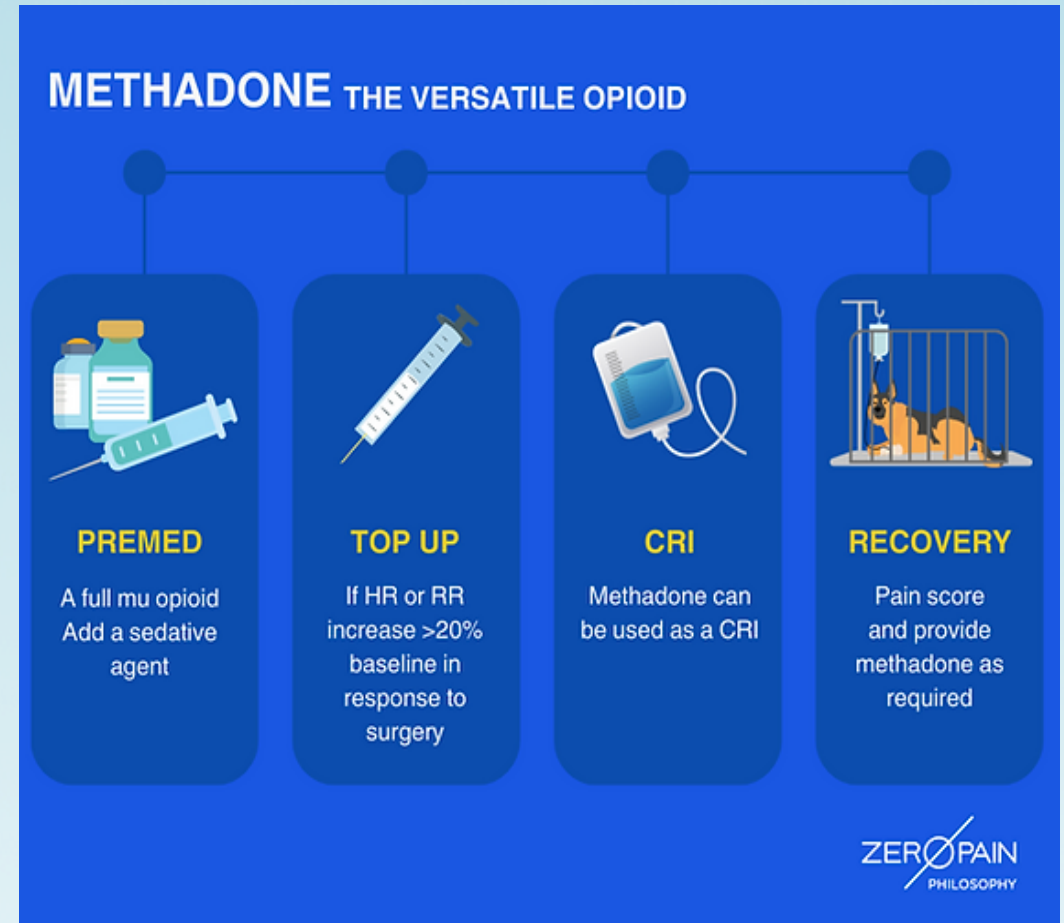 METHADONE THE VERSATILE OPIOID
PREMED
A full mu opioid
Add a sedative
agent
TOP UP
If HR or RR
increase >20%
baseline in
response to
surgery
CRI
Methadone can
be used as a CRI
RECOVERY
Pain score
and provide
methadone as
required
ZERO PAIN
PHILOSOPHY